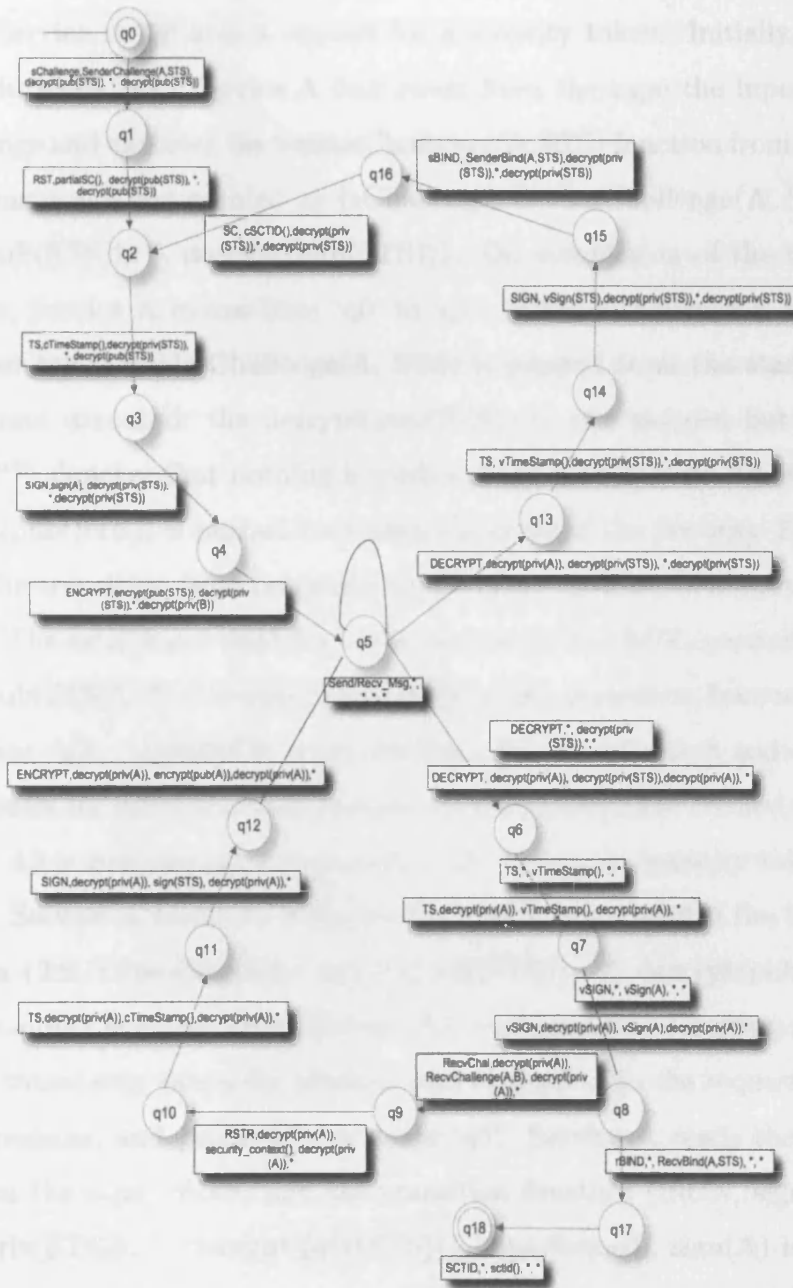 q0
sChallenge,SenderChallenge(A,STS),
decrypt(pub(STS)), *, decrypt(pub(STS))
q1
RST,partialSC(), decrypt(pub(STS)), *,
decrypt(pub(STS))
q2
q16
sBIND, SenderBind(A,STS),decrypt(priv
(STS)),*,decrypt(priv(STS))
SC, cSCTID(),decrypt(priv
(STS)),*,decrypt(priv(STS))
q15
SIGN, vSign(STS),decrypt(priv(STS)),*,decrypt(priv(STS))
TS,cTimeStamp(),decrypt(priv(STS)),
*, decrypt(pub(STS))
q3
q14
TS, vTimeStamp(),decrypt(priv(STS)),*,decrypt(priv(STS))
SIGN,sign(A), decrypt(priv(STS)),
*,decrypt(priv(STS))
q4
q13
DECRYPT,decrypt(priv(A)), decrypt(priv(STS)), *,decrypt(priv(STS))
ENCRYPT,encrypt(pub(STS)), decrypt(priv
(STS)),*,decrypt(priv(B))
q5
Send/Recv_Msg,*,
DECRYPT,*, decrypt(priv
(STS)),*,*
ENCRYPT,decrypt(priv(A)), encrypt(pub(A)),decrypt(priv(A)),*
DECRYPT, decrypt(priv(A)), decrypt(priv(STS)),decrypt(priv(A)), *
q12
q6
TS,*, vTimeStamp(), *, *
SIGN,decrypt(priv(A)), sign(STS), decrypt(priv(A)),*
TS,decrypt(priv(A)), vTimeStamp(), decrypt(priv(A)), *
q11
q7
vSIGN,*, vSign(A), *, *
TS,decrypt(priv(A)),cTimeStamp(),decrypt(priv(A)),*
vSIGN,decrypt(priv(A)), vSign(A),decrypt(priv(A)),*
RecvChal,decrypt(priv(A)),
RecvChallenge(A,B), decrypt(priv
(A)),*
q10
q9
q8
RSTR,decrypt(priv(A)),
security_context(), decrypt(priv
(A)),*
rBIND,*, RecvBind(A,STS), *, *
q18
q17
SCTID,*, sctid(), *, *